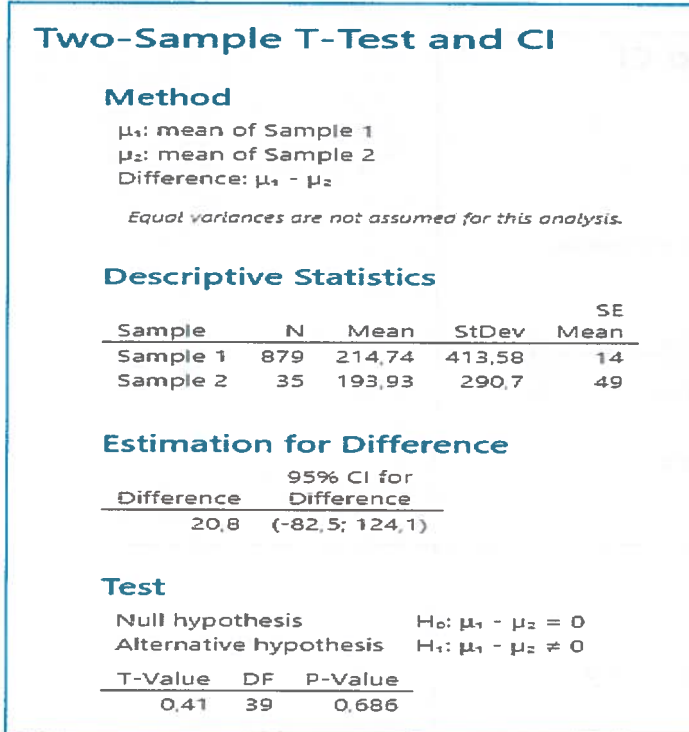 Two-Sample T-Test and CI
Method
μ₁: mean of Sample 1
μ₂: mean of Sample 2
Difference: μ₁ - μ₂
Equal variances are not assumed for this analysis.
Descriptive Statistics
SE
Sample N Mean StDev Mean
Sample 1 879 214,74 413,58 14
Sample 2 35 193,93 290,7 49
Estimation for Difference
95% CI for
Difference Difference
20,8 (-82,5; 124,1)
Test
Null hypothesis H₀: μ₁ - μ₂ = 0
Alternative hypothesis H₁: μ₁ - μ₂ ≠ 0
T-Value DF P-Value
0,41 39 0,686